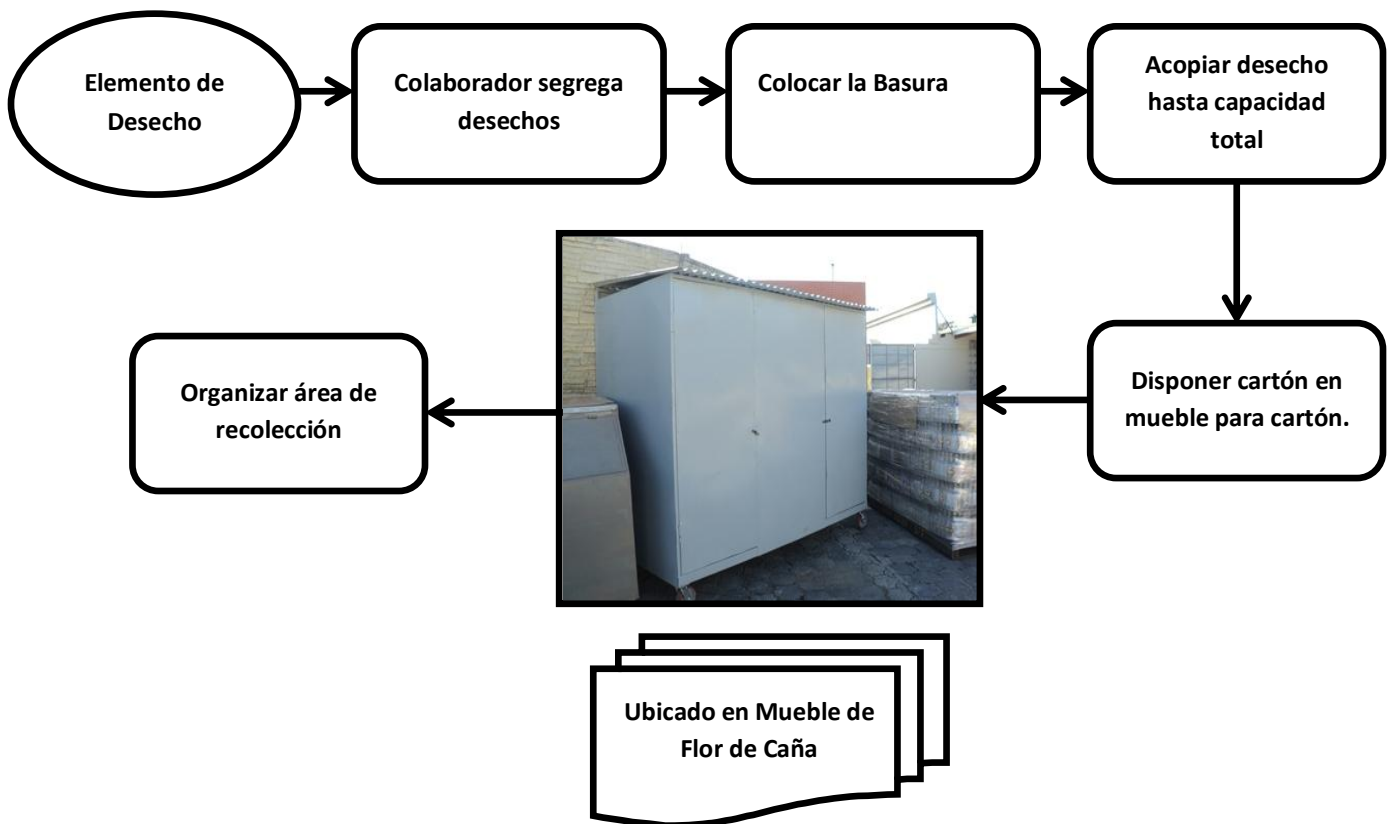 Elemento de
Desecho
Colaborador segrega
desechos
Colocar la Basura
Acopiar desecho
hasta capacidad
total
Disponer cartón en
mueble para cartón.
Organizar área de
recolección
Ubicado en Mueble de
Flor de Caña